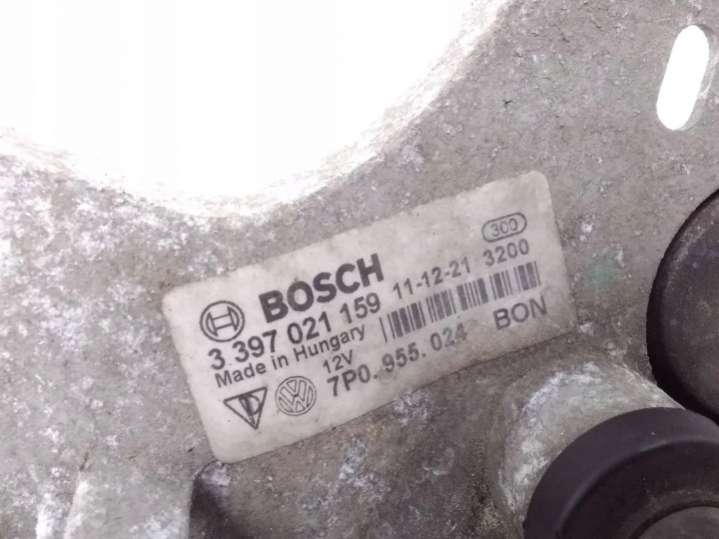 300
BOSCH 11-12-21 3200
3 397 021 159
Made in Hungary
12V
7P0.955.024 BON